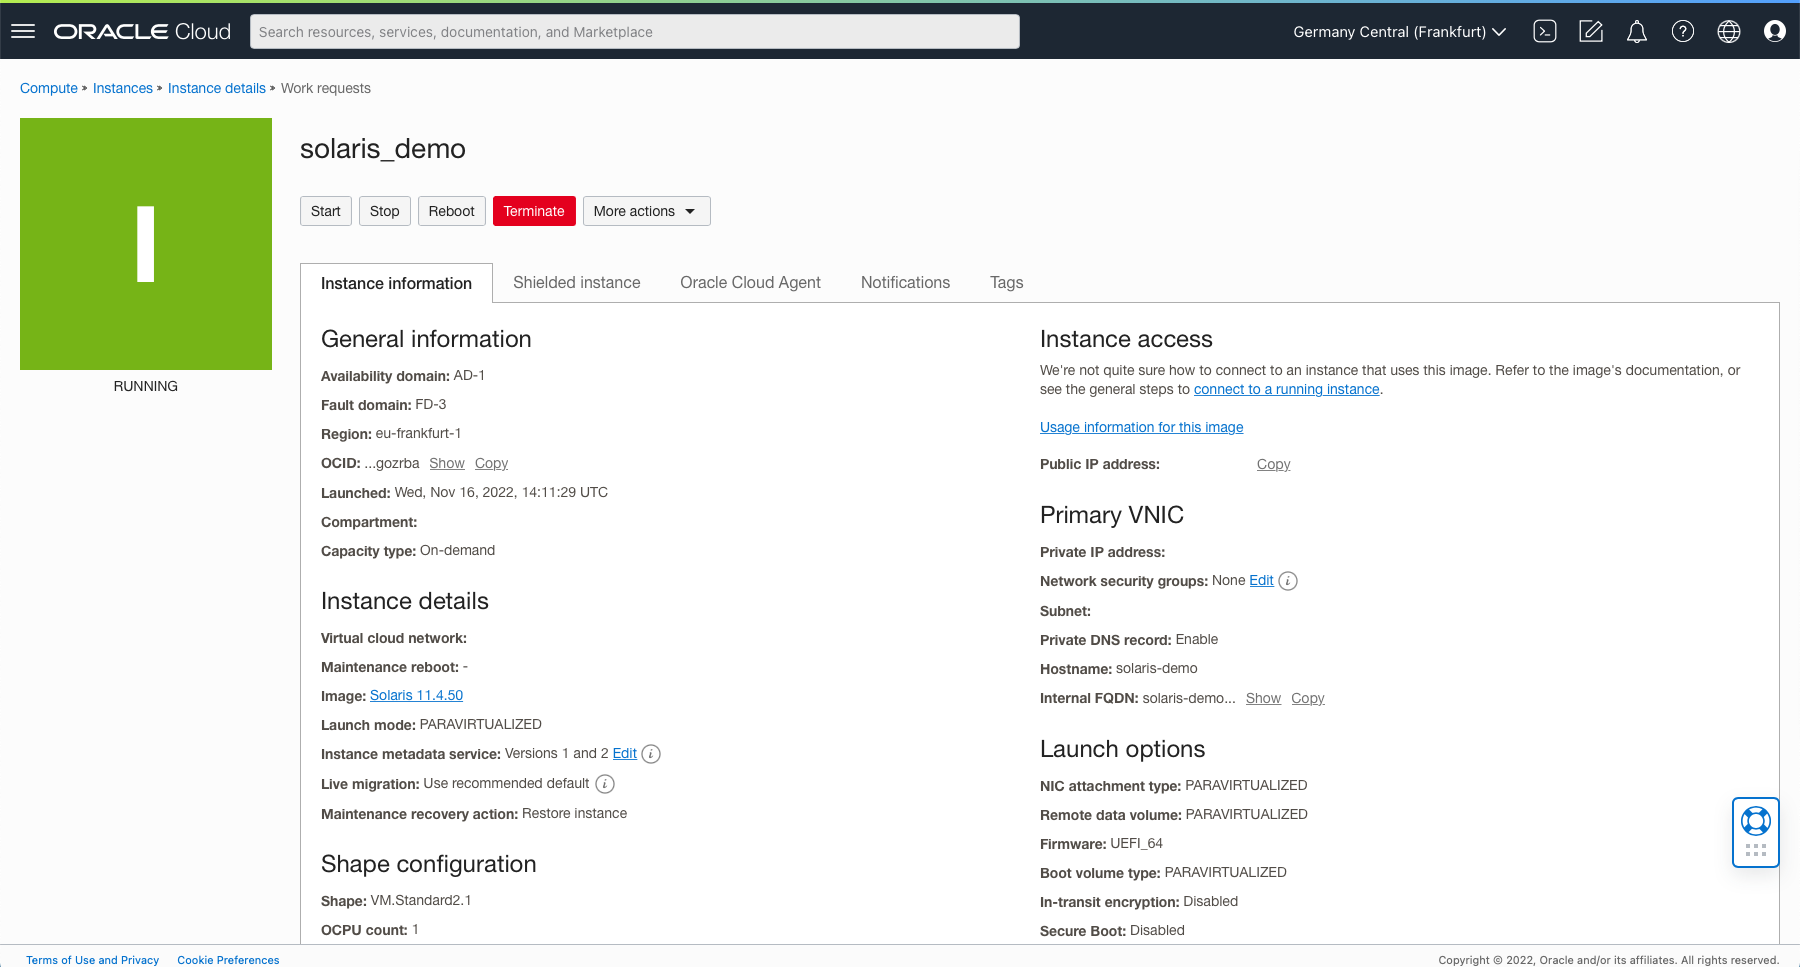 ORACLE Cloud
Search resources, services, documentation, and Marketplace
Germany Central (Frankfurt)
Compute » Instances » Instance details » Work requests
I
RUNNING
solaris_demo
Start Stop Reboot Terminate More actions
Instance information Shielded instance Oracle Cloud Agent Notifications Tags
General information
Availability domain: AD-1
Fault domain: FD-3
Region: eu-frankfurt-1
OCID: ...gozrba Show Copy
Launched: Wed, Nov 16, 2022, 14:11:29 UTC
Compartment:
Capacity type: On-demand
Instance details
Virtual cloud network:
Maintenance reboot: -
Image: Solaris 11.4.50
Launch mode: PARAVIRTUALIZED
Instance metadata service: Versions 1 and 2 Edit i
Live migration: Use recommended default i
Maintenance recovery action: Restore instance
Shape configuration
Shape: VM.Standard2.1
OCPU count: 1
Instance access
We're not quite sure how to connect to an instance that uses this image. Refer to the image's documentation, or
see the general steps to connect to a running instance.
Usage information for this image
Public IP address: Copy
Primary VNIC
Private IP address:
Network security groups: None Edit i
Subnet:
Private DNS record: Enable
Hostname: solaris-demo
Internal FQDN: solaris-demo... Show Copy
Launch options
NIC attachment type: PARAVIRTUALIZED
Remote data volume: PARAVIRTUALIZED
Firmware: UEFI_64
Boot volume type: PARAVIRTUALIZED
In-transit encryption: Disabled
Secure Boot: Disabled
Terms of Use and Privacy Cookie Preferences
Copyright © 2022, Oracle and/or its affiliates. All rights reserved.